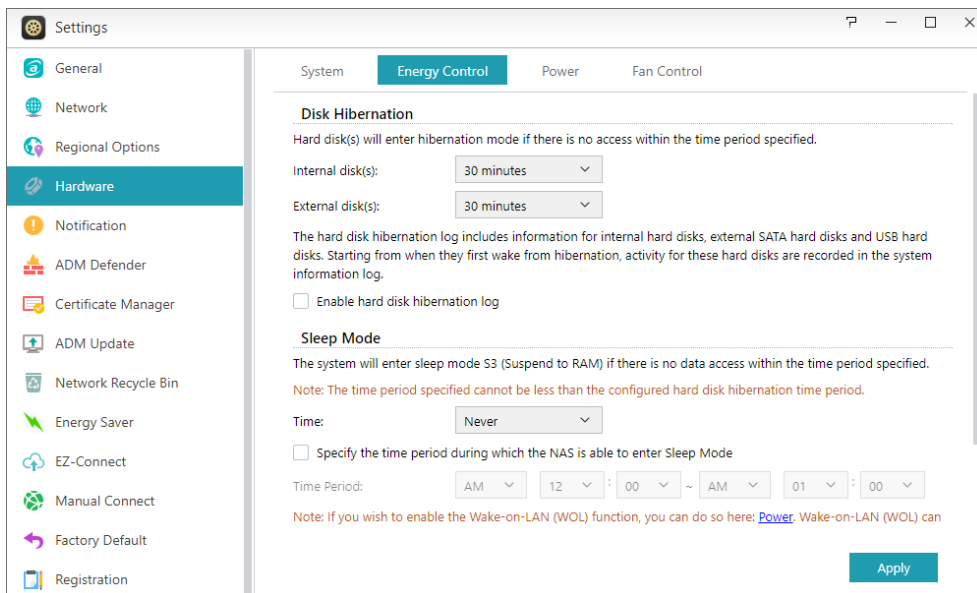 Settings
General
Network
Regional Options
Hardware
Notification
ADM Defender
Certificate Manager
ADM Update
Network Recycle Bin
Energy Saver
EZ-Connect
Manual Connect
Factory Default
Registration
System Energy Control Power Fan Control
Disk Hibernation
Hard disk(s) will enter hibernation mode if there is no access within the time period specified.
Internal disk(s): 30 minutes
External disk(s): 30 minutes
The hard disk hibernation log includes information for internal hard disks, external SATA hard disks and USB hard
disks. Starting from when they first wake from hibernation, activity for these hard disks are recorded in the system
information log.
Enable hard disk hibernation log
Sleep Mode
The system will enter sleep mode S3 (Suspend to RAM) if there is no data access within the time period specified.
Note: The time period specified cannot be less than the configured hard disk hibernation time period.
Time: Never
Specify the time period during which the NAS is able to enter Sleep Mode
Time Period: AM 12 : 00 ~ AM 01 : 00
Note: If you wish to enable the Wake-on-LAN (WOL) function, you can do so here: Power. Wake-on-LAN (WOL) can
Apply